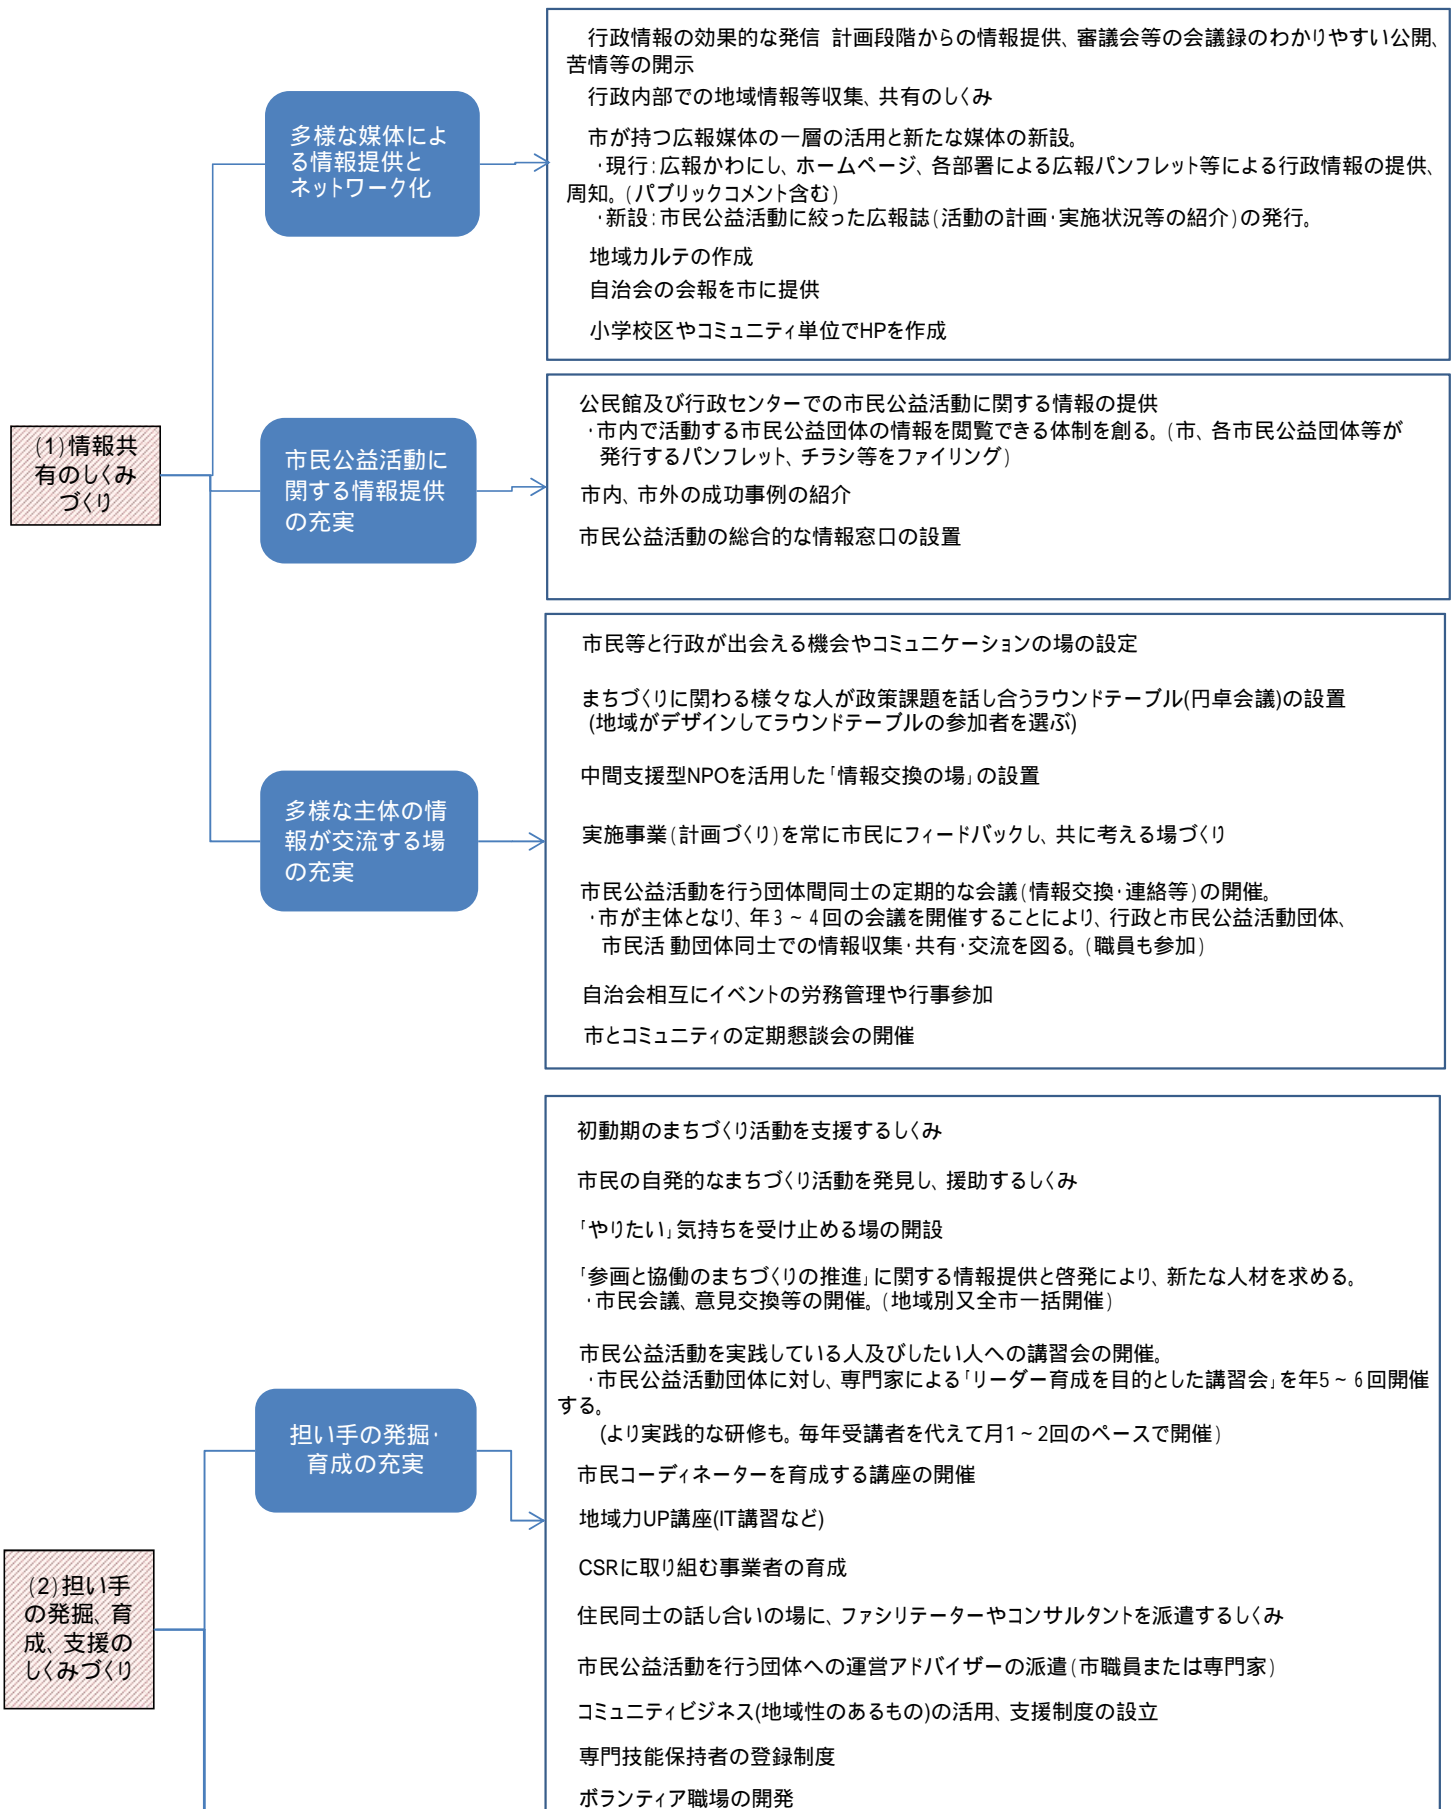 (1)情報共
有のしくみ
づくり
多様な媒体によ
る情報提供と
ネットワーク化
行政情報の効果的な発信 計画段階からの情報提供、審議会等の会議録のわかりやすい公開、
苦情等の開示
行政内部での地域情報等収集、共有のしくみ
市が持つ広報媒体の一層の活用と新たな媒体の新設。
・現行:広報かわにし、ホームページ、各部署による広報パンフレット等による行政情報の提供、
周知。(パブリックコメント含む)
・新設:市民公益活動に絞った広報誌(活動の計画・実施状況等の紹介)の発行。
地域カルテの作成
自治会の会報を市に提供
小学校区やコミュニティ単位でHPを作成
市民公益活動に
関する情報提供
の充実
公民館及び行政センターでの市民公益活動に関する情報の提供
・市内で活動する市民公益団体の情報を閲覧できる体制を創る。(市、各市民公益団体等が
発行するパンフレット、チラシ等をファイリング)
市内、市外の成功事例の紹介
市民公益活動の総合的な情報窓口の設置
多様な主体の情
報が交流する場
の充実
市民等と行政が出会える機会やコミュニケーションの場の設定
まちづくりに関わる様々な人が政策課題を話し合うラウンドテーブル(円卓会議)の設置
(地域がデザインしてラウンドテーブルの参加者を選ぶ)
中間支援型NPOを活用した「情報交換の場」の設置
実施事業(計画づくり)を常に市民にフィードバックし、共に考える場づくり
市民公益活動を行う団体間同士の定期的な会議(情報交換・連絡等)の開催。
・市が主体となり、年3~4回の会議を開催することにより、行政と市民公益活動団体、
市民活 動団体同士での情報収集・共有・交流を図る。(職員も参加)
自治会相互にイベントの労務管理や行事参加
市とコミュニティの定期懇談会の開催
(2)担い手
の発掘、育
成、支援の
しくみづくり
担い手の発掘・
育成の充実
初動期のまちづくり活動を支援するしくみ
市民の自発的なまちづくり活動を発見し、援助するしくみ
「やりたい」気持ちを受け止める場の開設
「参画と協働のまちづくりの推進」に関する情報提供と啓発により、新たな人材を求める。
・市民会議、意見交換等の開催。(地域別又全市一括開催)
市民公益活動を実践している人及びしたい人への講習会の開催。
・市民公益活動団体に対し、専門家による「リーダー育成を目的とした講習会」を年5~6回開催
する。
(より実践的な研修も。毎年受講者を代えて月1~2回のペースで開催)
市民コーディネーターを育成する講座の開催
地域力UP講座(IT講習など)
CSRに取り組む事業者の育成
住民同士の話し合いの場に、ファシリテーターやコンサルタントを派遣するしくみ
市民公益活動を行う団体への運営アドバイザーの派遣(市職員または専門家)
コミュニティビジネス(地域性のあるもの)の活用、支援制度の設立
専門技能保持者の登録制度
ボランティア職場の開発